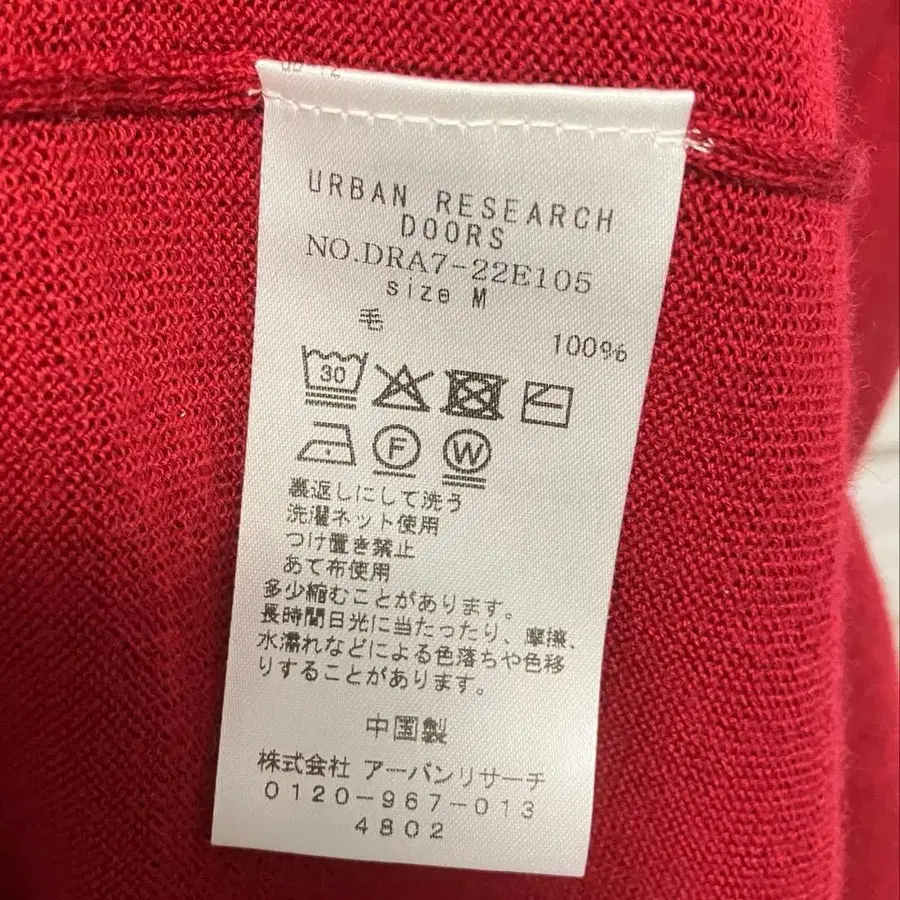 URBAN RESEARCH
DOORS
NO.DRA7-22E105
size M
毛 100%
30
F W
裏返しにして洗う
洗濯ネット使用
つけ置き禁止
あて布使用
多少縮むことがあります。
長時間日光に当たったり、摩擦、
水濡れなどによる色落ちや色移
りすることがあります。
中国製
株式会社 アーバンリサーチ
0120-967-013
4802